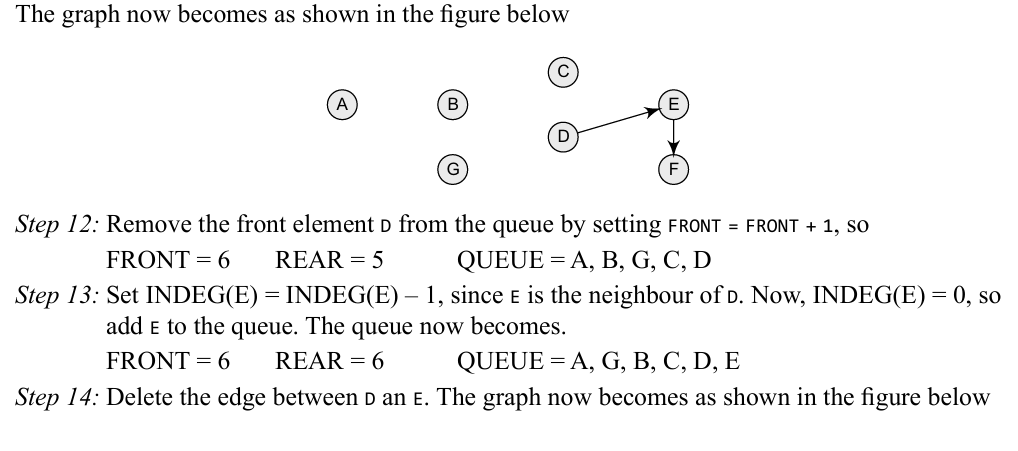 The graph now becomes as shown in the figure below
C
A
B
E
D
G
F
Step 12: Remove the front element D from the queue by setting FRONT = FRONT + 1, so
FRONT = 6 REAR = 5 QUEUE = A, B, G, C, D
Step 13: Set INDEG(E) = INDEG(E) – 1, since E is the neighbour of D. Now, INDEG(E) = 0, so
add E to the queue. The queue now becomes.
FRONT = 6 REAR = 6 QUEUE = A, G, B, C, D, E
Step 14: Delete the edge between D an E. The graph now becomes as shown in the figure below